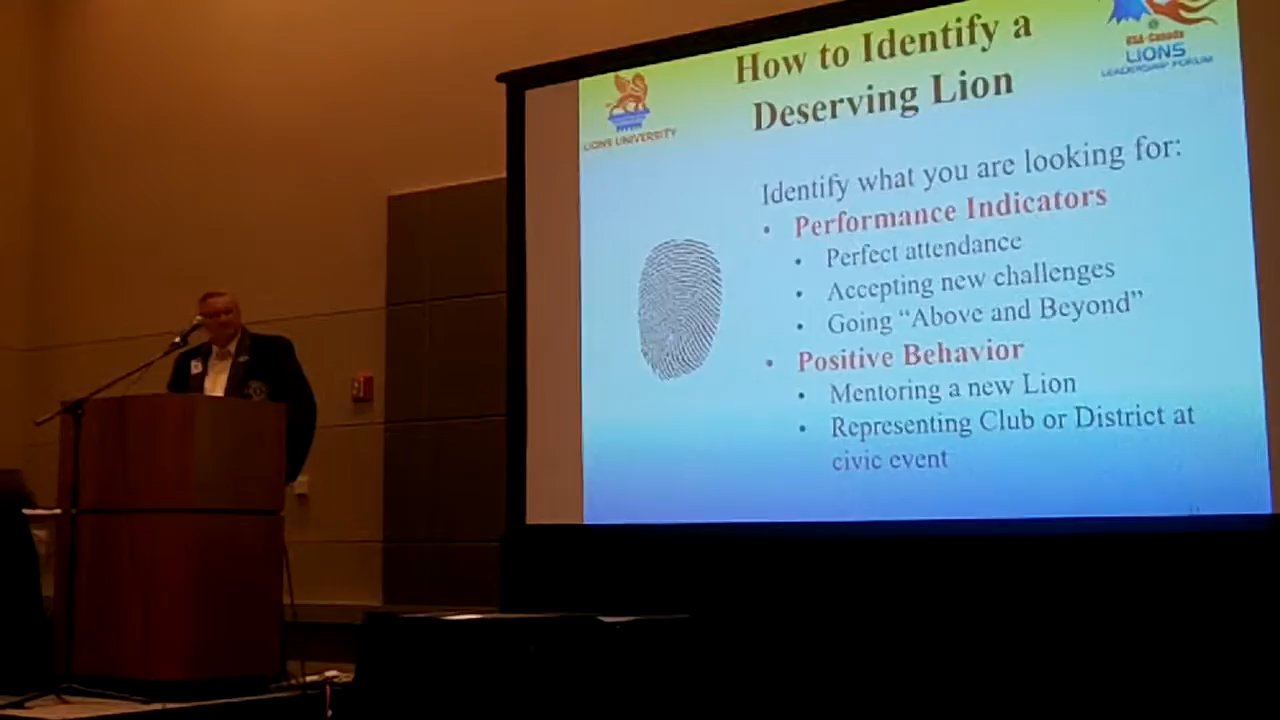 How to Identify a
Deserving Lion
LIONS UNIVERSITY
USA-Canada
LIONS
LEADERSHIP FORUM
Identify what you are looking for:
• Performance Indicators
• Perfect attendance
• Accepting new challenges
• Going “Above and Beyond”
• Positive Behavior
• Mentoring a new Lion
• Representing Club or District at
civic event